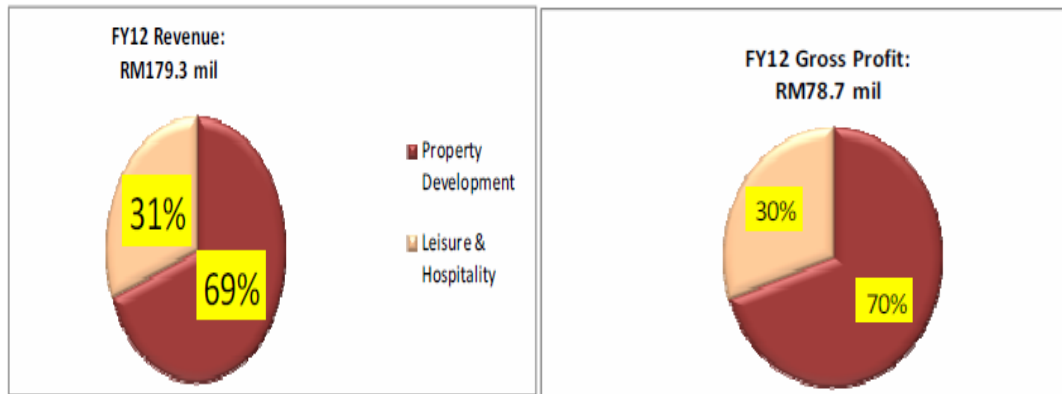 FY12 Revenue:
RM179.3 mil
31%
69%
Property
Development
Leisure &
Hospitality
FY12 Gross Profit:
RM78.7 mil
30%
70%